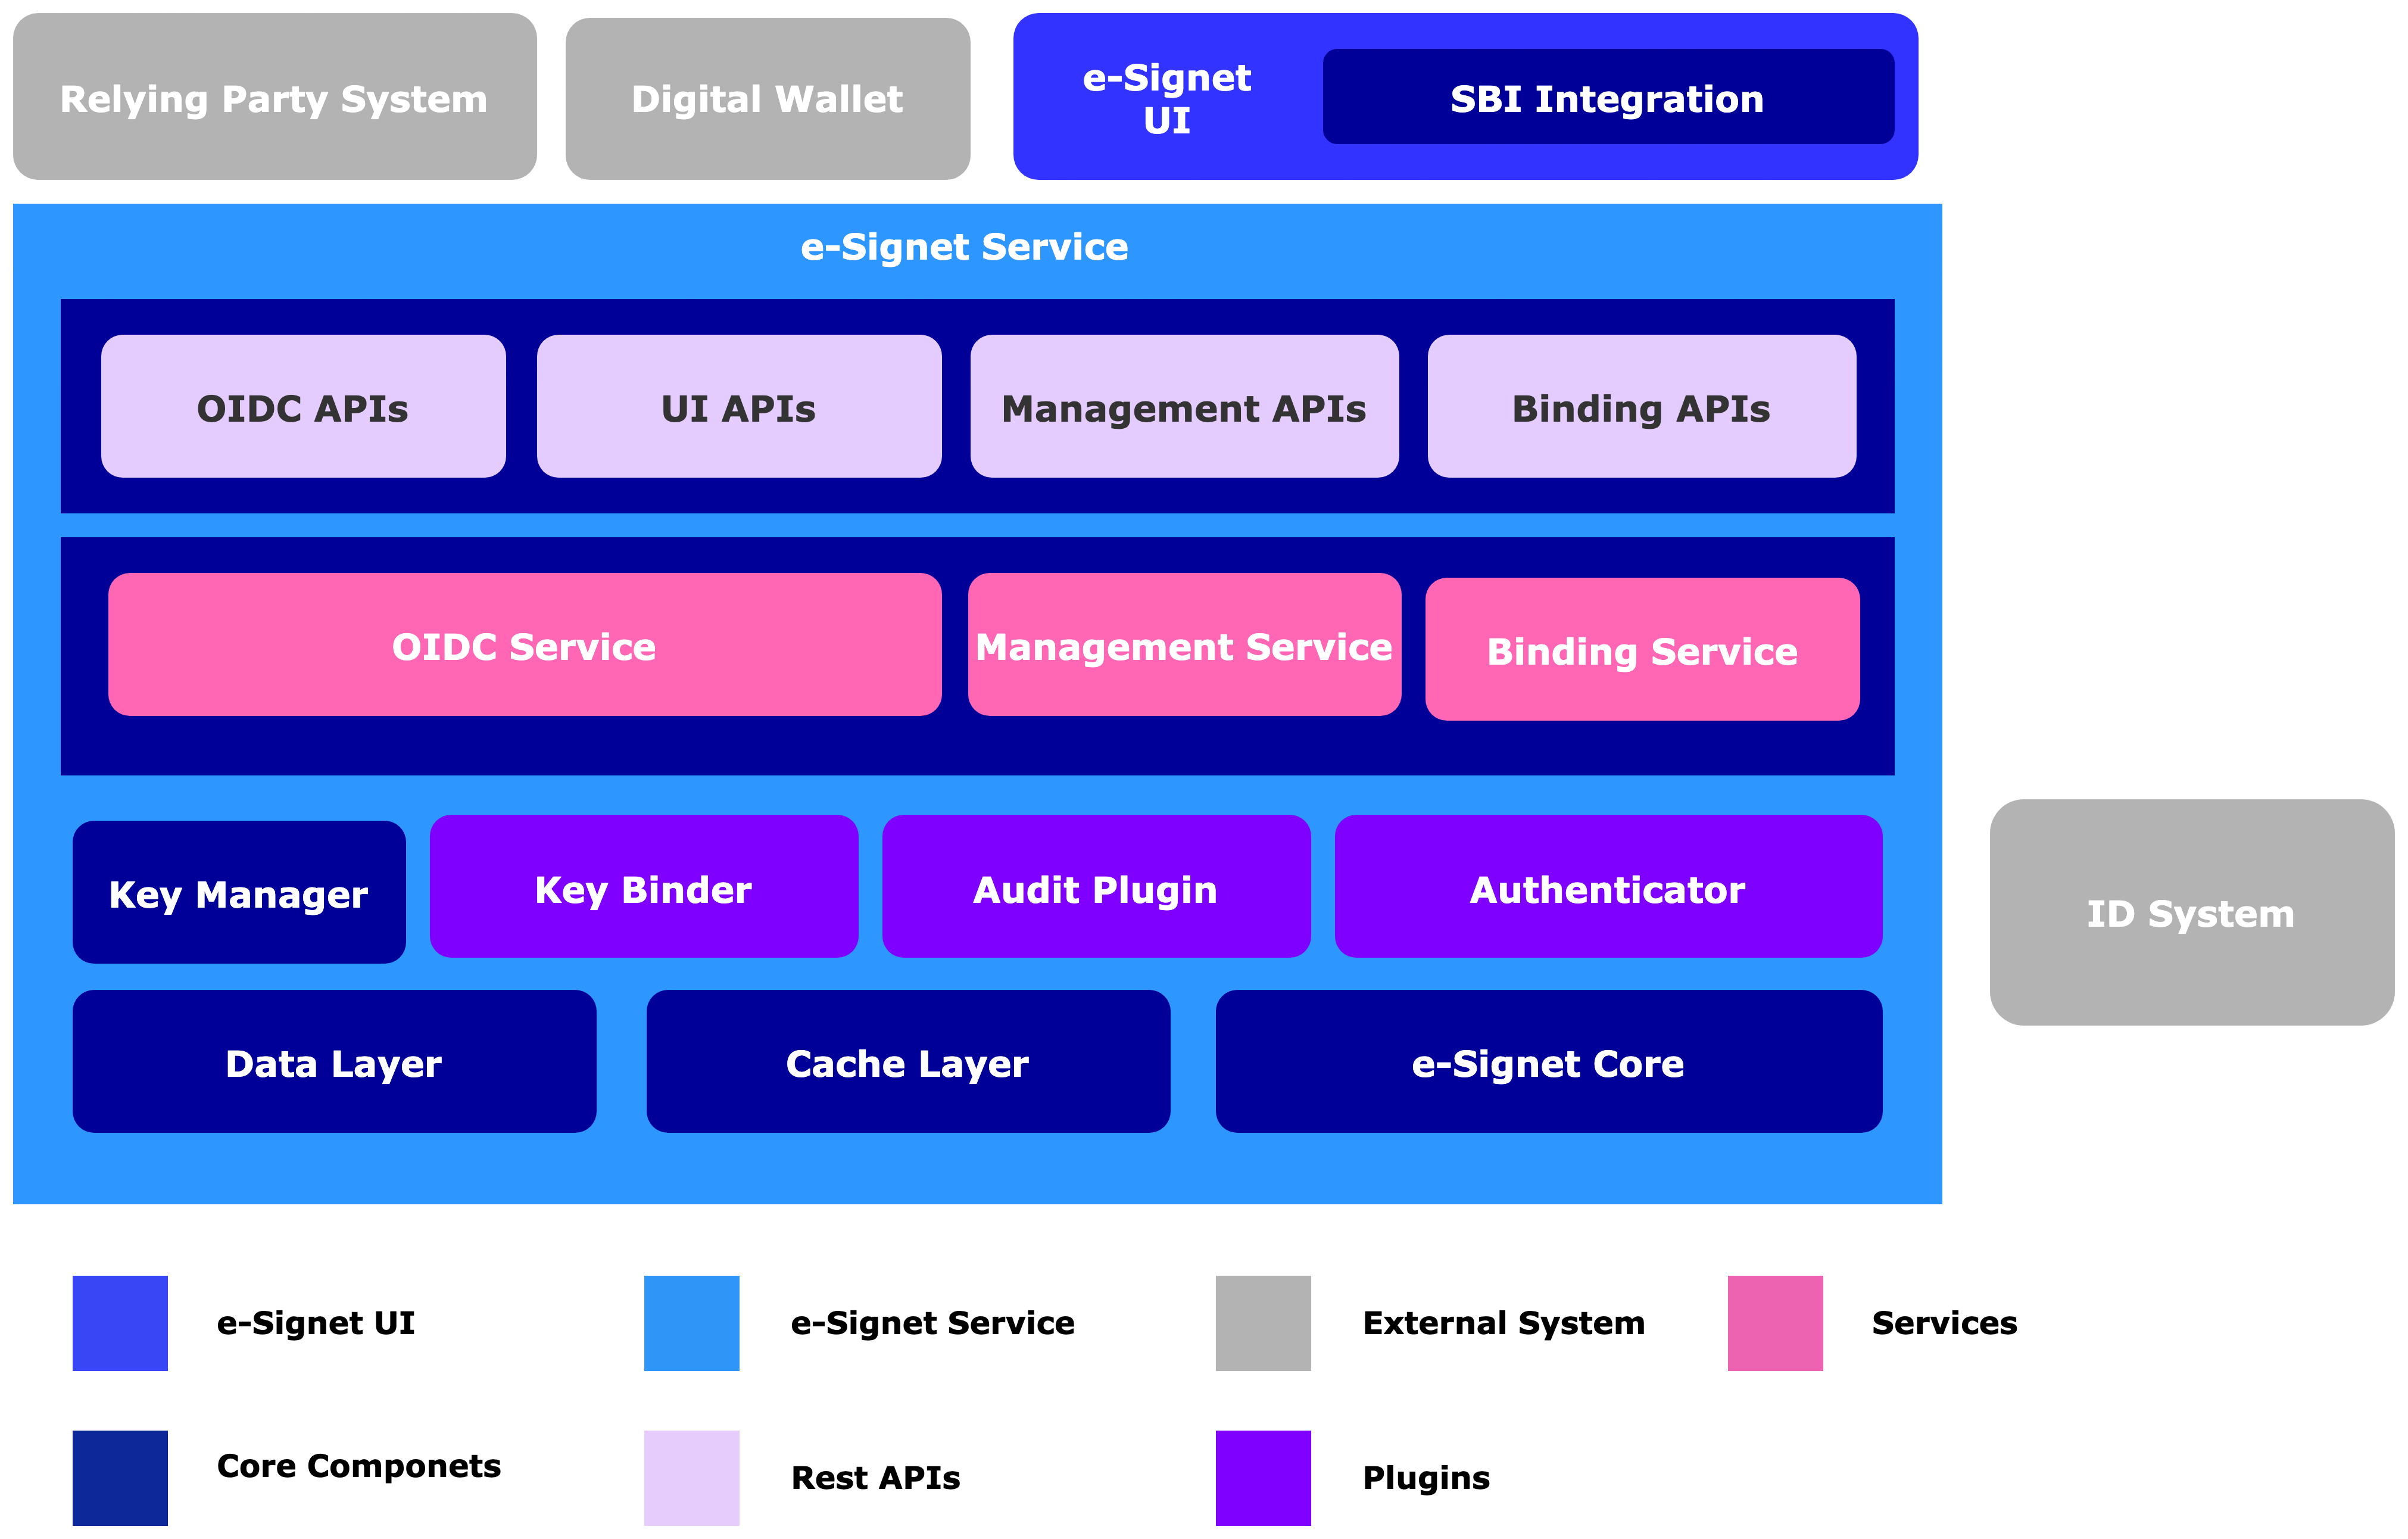 Relying Party System
Digital Wallet
e-Signet
UI
SBI Integration
e-Signet Service
OIDC APIs
UI APIs
Management APIs
Binding APIs
OIDC Service
Management Service
Binding Service
Key Manager
Key Binder
Audit Plugin
Authenticator
ID System
Data Layer
Cache Layer
e-Signet Core
e-Signet UI
e-Signet Service
External System
Services
Core Componets
Rest APIs
Plugins